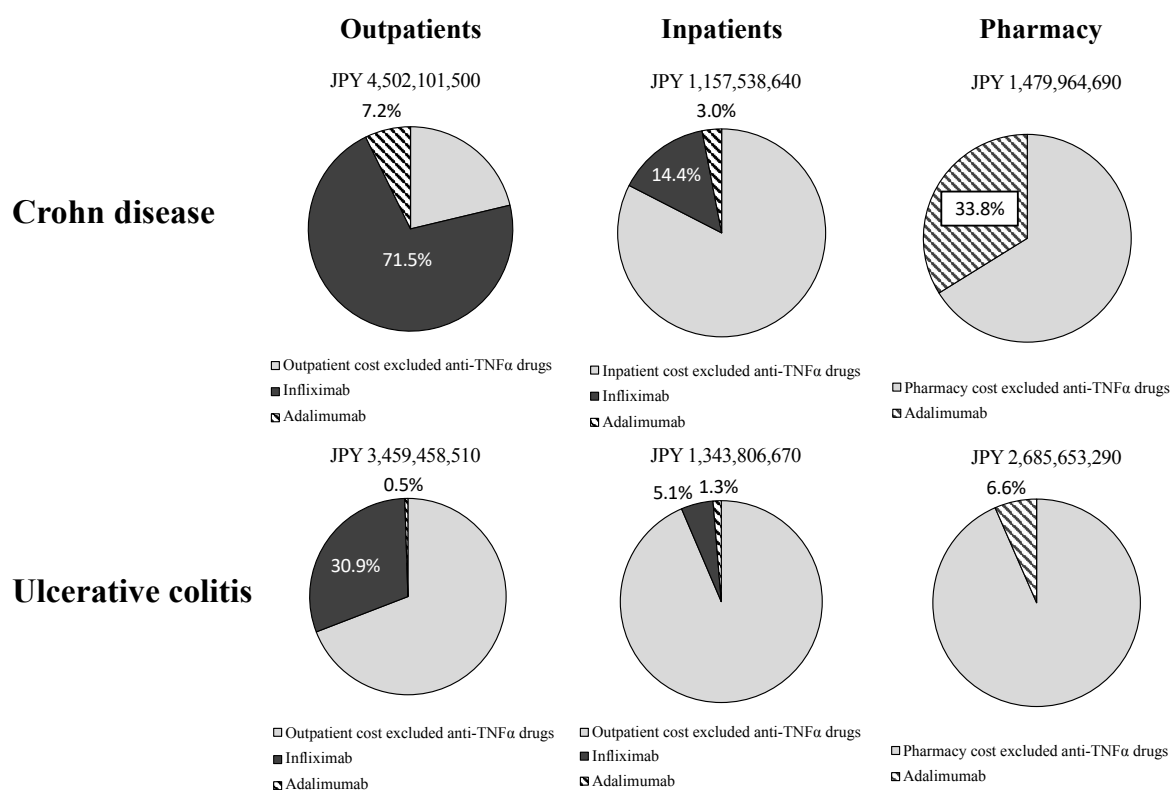 Outpatients
Inpatients
Pharmacy
Crohn disease
JPY 4,502,101,500
7.2%
71.5%
□ Outpatient cost excluded anti-TNFα drugs
■ Infliximab
Adalimumab
JPY 1,157,538,640
3.0%
14.4%
□ Inpatient cost excluded anti-TNFα drugs
■ Infliximab
Adalimumab
JPY 1,479,964,690
33.8%
□ Pharmacy cost excluded anti-TNFα drugs
Adalimumab
Ulcerative colitis
JPY 3,459,458,510
0.5%
30.9%
□ Outpatient cost excluded anti-TNFα drugs
■ Infliximab
Adalimumab
JPY 1,343,806,670
5.1% 1.3%
□ Outpatient cost excluded anti-TNFα drugs
■ Infliximab
Adalimumab
JPY 2,685,653,290
6.6%
□ Pharmacy cost excluded anti-TNFα drugs
Adalimumab